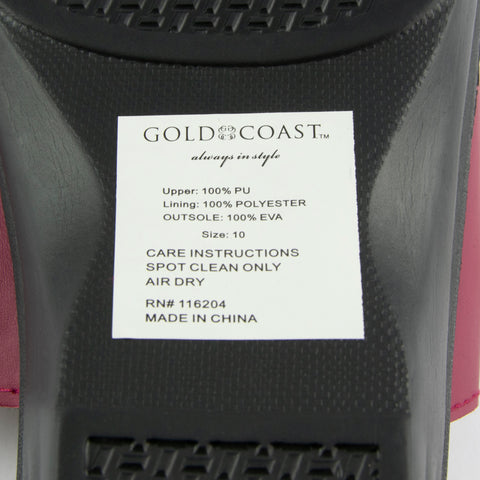 GOLD COAST™
always in style
Upper: 100% PU
Lining: 100% POLYESTER
OUTSOLE: 100% EVA
Size: 10
CARE INSTRUCTIONS
SPOT CLEAN ONLY
AIR DRY
RN# 116204
MADE IN CHINA